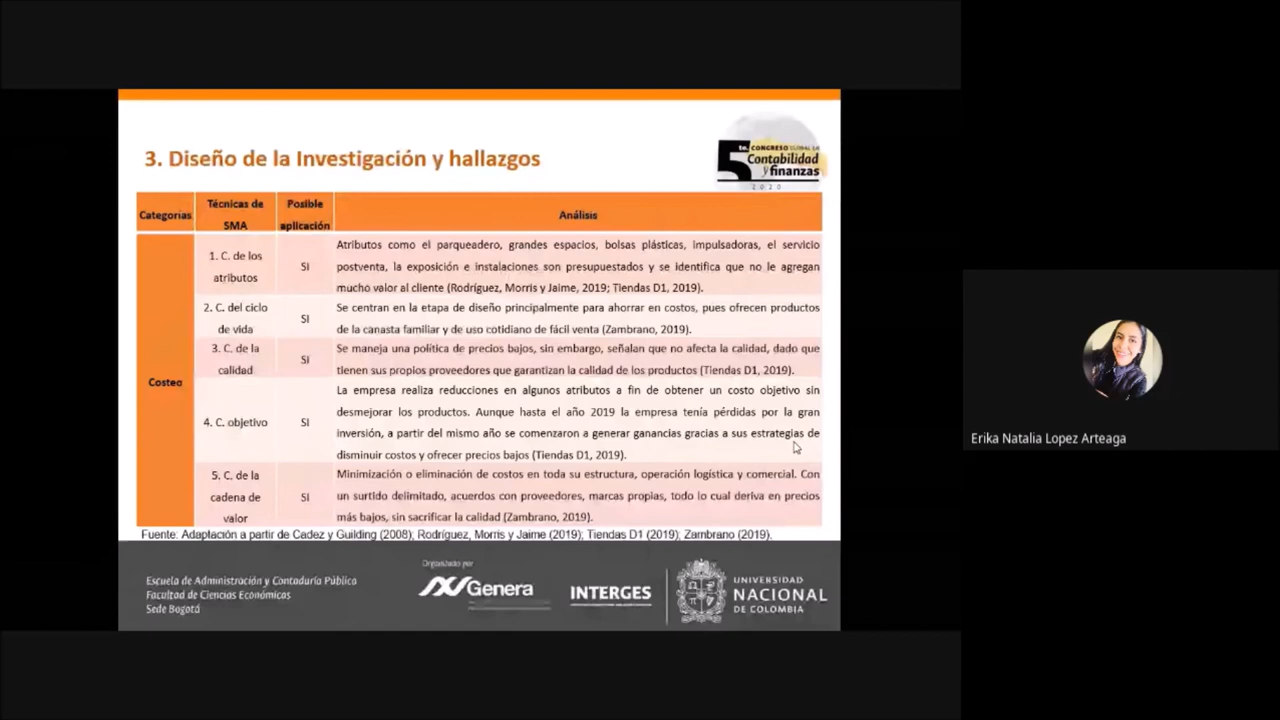 3. Diseño de la Investigación y hallazgos
5to. CONGRESO GLOBAL EN
Contabilidad
y finanzas
2020
Categorías
Técnicas de
SMA
Posible
aplicación
Análisis
Costeo
1. C. de los
atributos
SI
Atributos como el parqueadero, grandes espacios, bolsas plásticas, impulsadoras, el servicio
postventa, la exposición e instalaciones son presupuestados y se identifica que no le agregan
mucho valor al cliente (Rodríguez, Morris y Jaime, 2019; Tiendas D1, 2019).
2. C. del ciclo
de vida
SI
Se centran en la etapa de diseño principalmente para ahorrar en costos, pues ofrecen productos
de la canasta familiar y de uso cotidiano de fácil venta (Zambrano, 2019).
3. C. de la
calidad
SI
Se maneja una política de precios bajos, sin embargo, señalan que no afecta la calidad, dado que
tienen sus propios proveedores que garantizan la calidad de los productos (Tiendas D1, 2019).
4. C. objetivo
SI
La empresa realiza reducciones en algunos atributos a fin de obtener un costo objetivo sin
desmejorar los productos. Aunque hasta el año 2019 la empresa tenía pérdidas por la gran
inversión, a partir del mismo año se comenzaron a generar ganancias gracias a sus estrategias de
disminuir costos y ofrecer precios bajos (Tiendas D1, 2019).
5. C. de la
cadena de
valor
SI
Minimización o eliminación de costos en toda su estructura, operación logística y comercial. Con
un surtido delimitado, acuerdos con proveedores, marcas propias, todo lo cual deriva en precios
más bajos, sin sacrificar la calidad (Zambrano, 2019).
Fuente: Adaptación a partir de Cadez y Guilding (2008); Rodríguez, Morris y Jaime (2019); Tiendas D1 (2019); Zambrano (2019).
Escuela de Administración y Contaduría Pública
Facultad de Ciencias Económicas
Sede Bogotá
Organizado por
Genera
INTERGES
UNIVERSIDAD
NACIONAL
DE COLOMBIA
Erika Natalia Lopez Arteaga